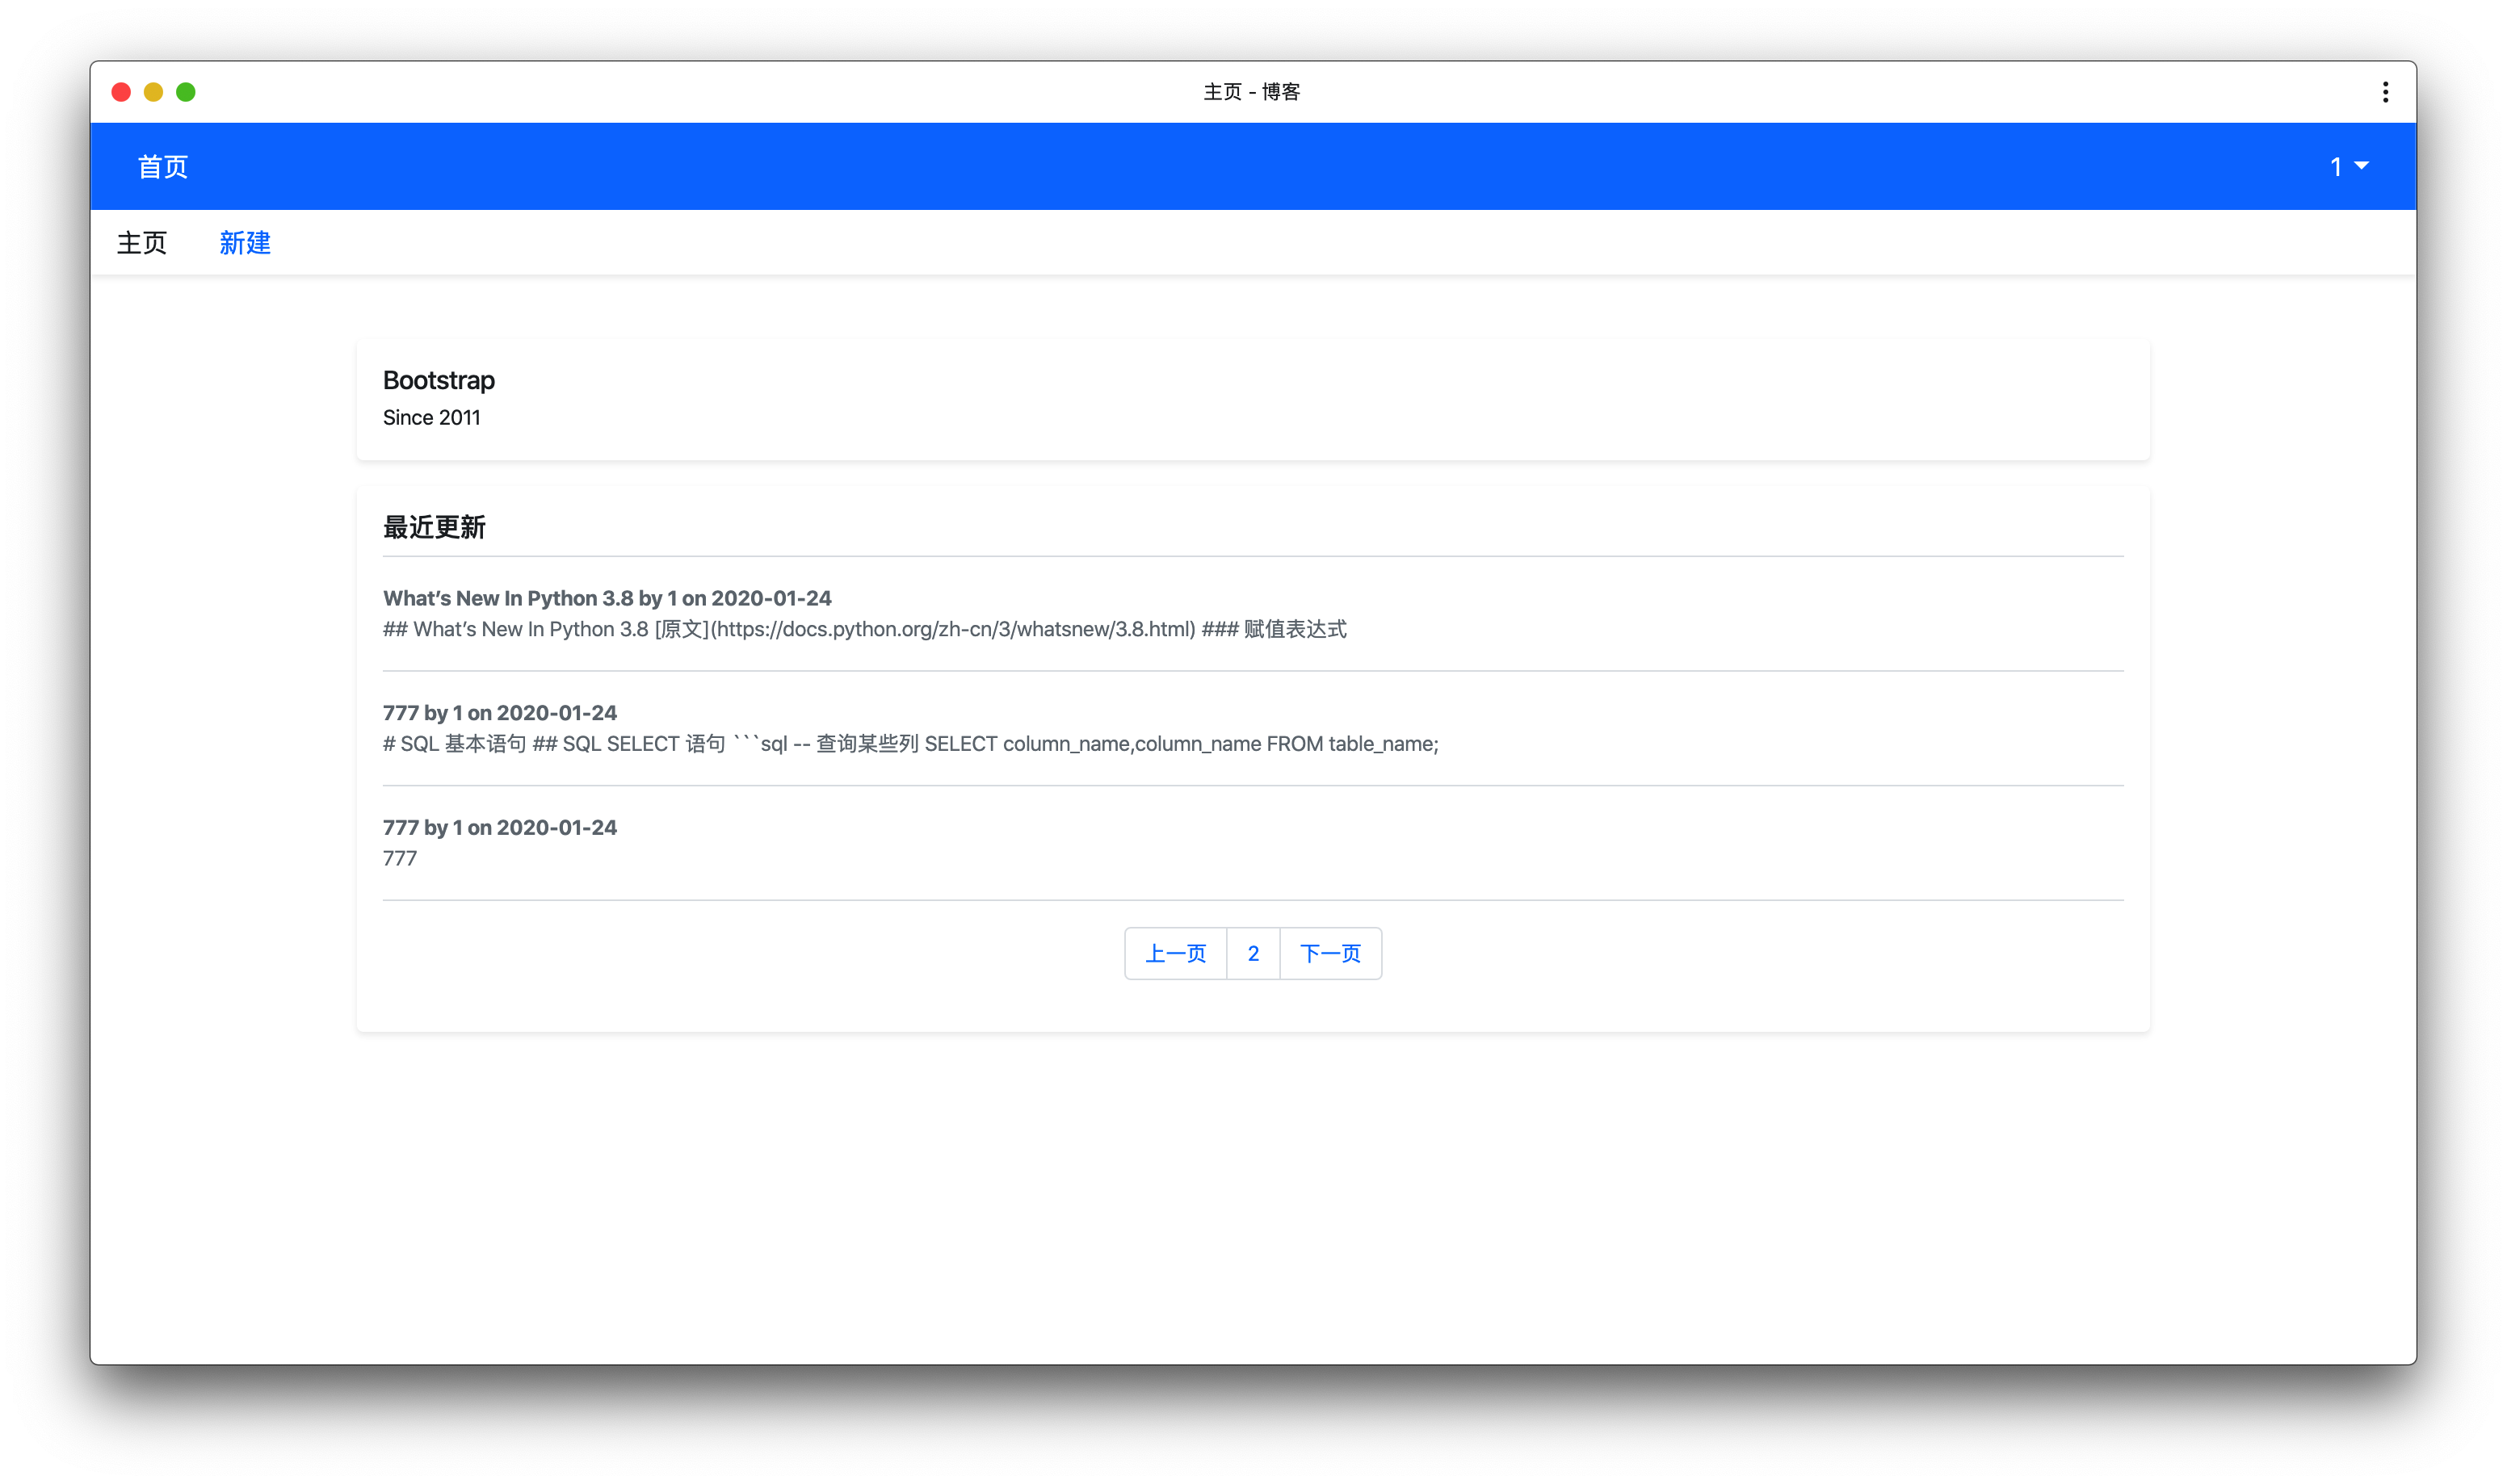 主页 - 博客
首页 1
主页 新建
Bootstrap
Since 2011
最近更新
What’s New In Python 3.8 by 1 on 2020-01-24
## What’s New In Python 3.8 [原文](https://docs.python.org/zh-cn/3/whatsnew/3.8.html) ### 赋值表达式
777 by 1 on 2020-01-24
# SQL 基本语句 ## SQL SELECT 语句 ```sql -- 查询某些列 SELECT column_name,column_name FROM table_name;
777 by 1 on 2020-01-24
777
上一页 2 下一页